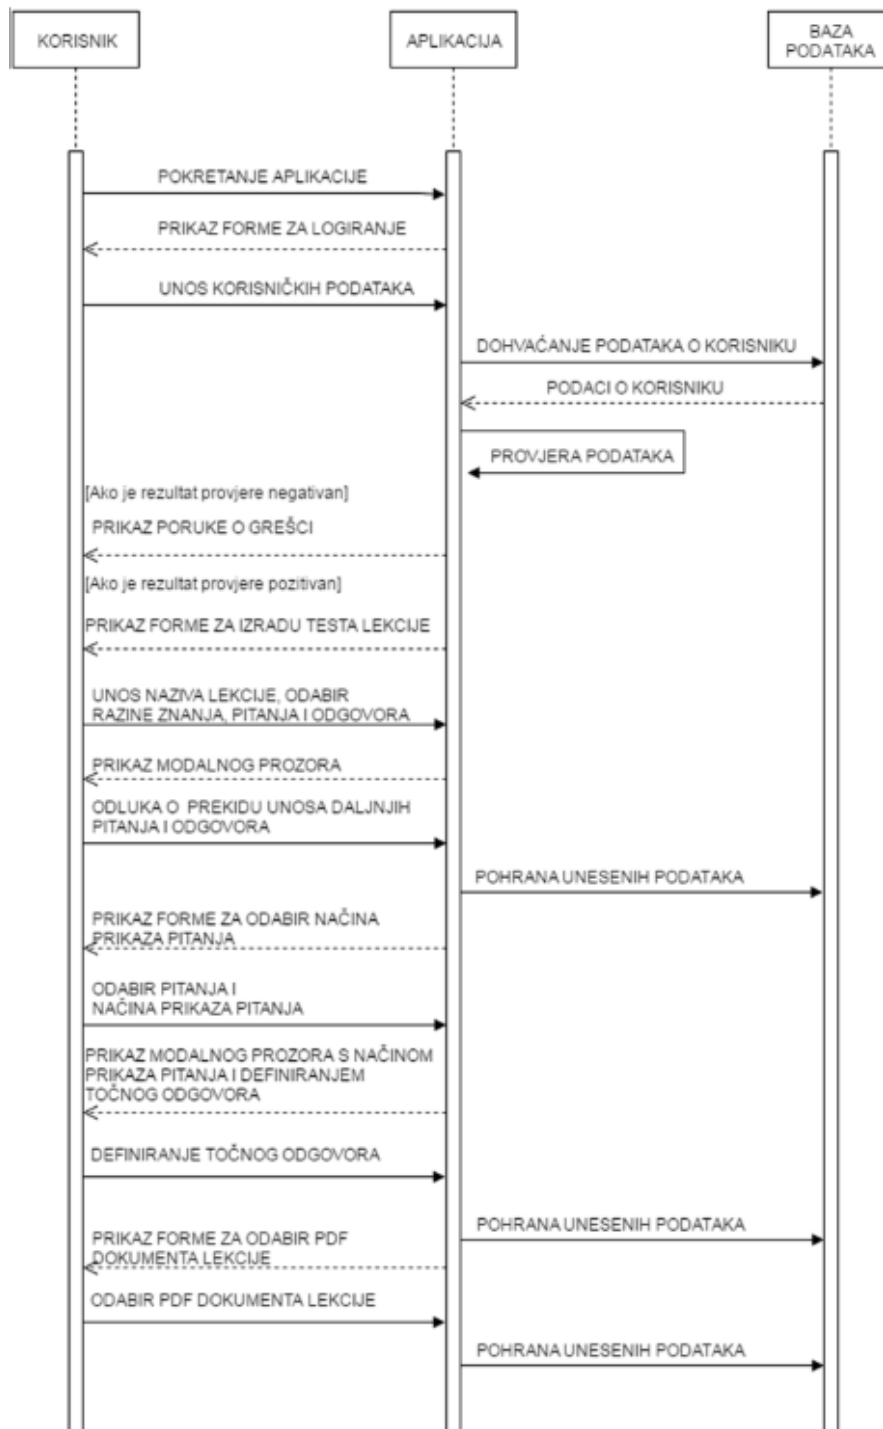 KORISNIK
APLIKACIJA
BAZA
PODATAKA
POKRETANJE APLIKACIJE
PRIKAZ FORME ZA LOGIRANJE
UNOS KORISNIČKIH PODATAKA
DOHVAĆANJE PODATAKA O KORISNIKU
PODACI O KORISNIKU
PROVJERA PODATAKA
[Ako je rezultat provjere negativan]
PRIKAZ PORUKE O GREŠCI
[Ako je rezultat provjere pozitivan]
PRIKAZ FORME ZA IZRADU TESTA LEKCIJE
UNOS NAZIVA LEKCIJE, ODABIR
RAZINE ZNANJA, PITANJA I ODGOVORA
PRIKAZ MODALNOG PROZORA
ODLUKA O PREKIDU UNOSA DALJNJIH
PITANJA I ODGOVORA
POHRANA UNESENIH PODATAKA
PRIKAZ FORME ZA ODABIR NAČINA
PRIKAZA PITANJA
ODABIR PITANJA I
NAČINA PRIKAZA PITANJA
PRIKAZ MODALNOG PROZORA S NAČINOM
PRIKAZA PITANJA I DEFINIRANJEM
TOČNOG ODGOVORA
DEFINIRANJE TOČNOG ODGOVORA
POHRANA UNESENIH PODATAKA
PRIKAZ FORME ZA ODABIR PDF
DOKUMENTA LEKCIJE
ODABIR PDF DOKUMENTA LEKCIJE
POHRANA UNESENIH PODATAKA